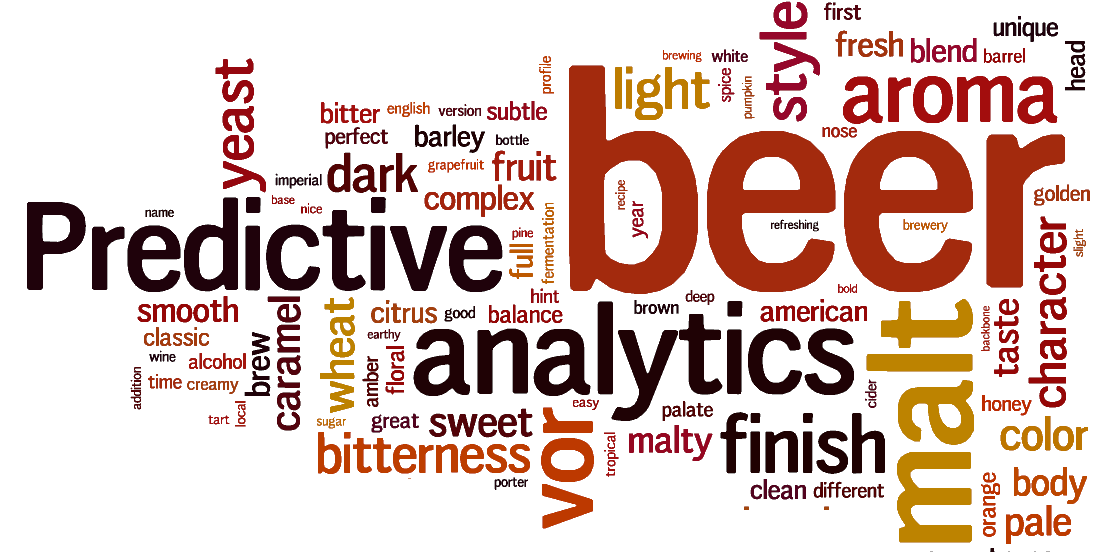 first
unique
style
fresh
blend
barrel
head
brewing
white
profile
light
spice
pumpkin
aroma
yeast
bitter
english
version
subtle
perfect
barley
bottle
nose
beer
imperial
dark
grapefruit
fruit
complex
base
nice
name
Predictive
pine
full
fermentation
recipe
year
refreshing
brewery
golden
slight
character
smooth
caramel
wheat
citrus
good
hint
balance
brown
deep
bold
american
malt
backbone
taste
classic
wine
alcohol
brew
earthy
amber
floral
analytics
addition
time
creamy
cider
tart
local
sugar
great
sweet
easy
palate
honey
color
bitterness
vor
tropical
malty
finish
porter
clean
different
orange
body
pale